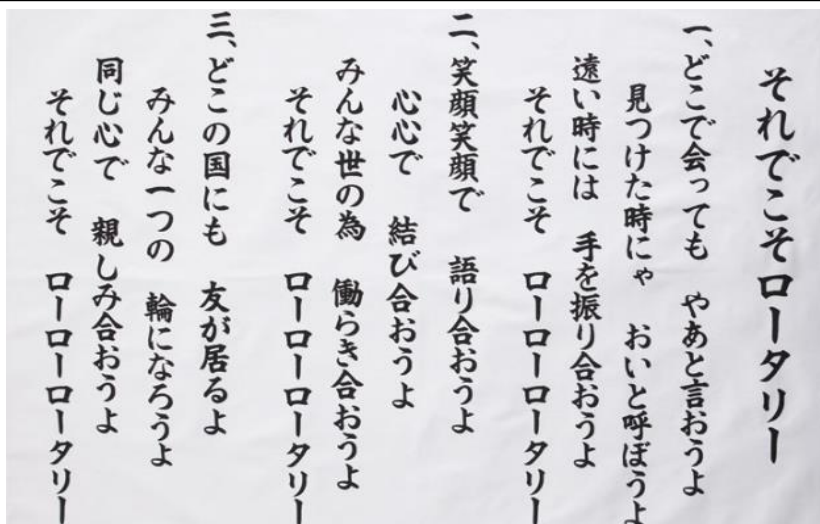 それでこそロータリー
一、どこで会っても やあと言おうよ
見つけた時にゃ おいと呼ぼうよ
遠い時には 手を振り合おうよ
それでこそ ローローロータリー
二、笑顔笑顔で 語り合おうよ
心心で 結び合おうよ
みんな世の為 働らき合おうよ
それでこそ ローローロータリー
三、どこの国にも 友が居るよ
みんな一つの 輪になろうよ
同じ心で 親しみ合おうよ
それでこそ ローローロータリー